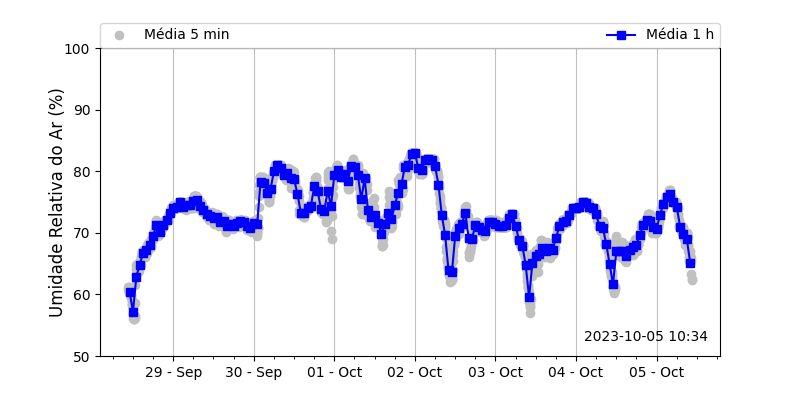 Média 5 min
Média 1 h
Umidade Relativa do Ar (%)
100
90
80
70
60
50
2023-10-05 10:34
29 - Sep
30 - Sep
01 - Oct
02 - Oct
03 - Oct
04 - Oct
05 - Oct